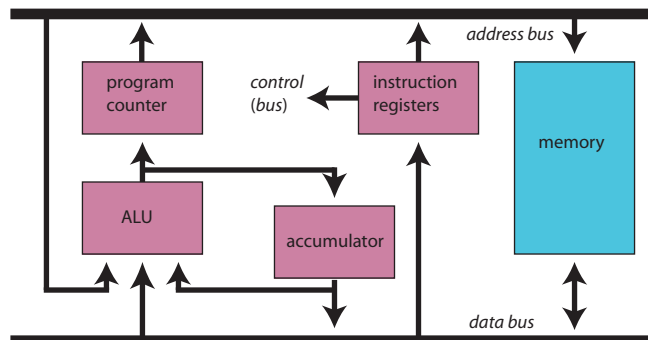 address bus
program
counter
control
(bus)
instruction
registers
memory
ALU
accumulator
data bus